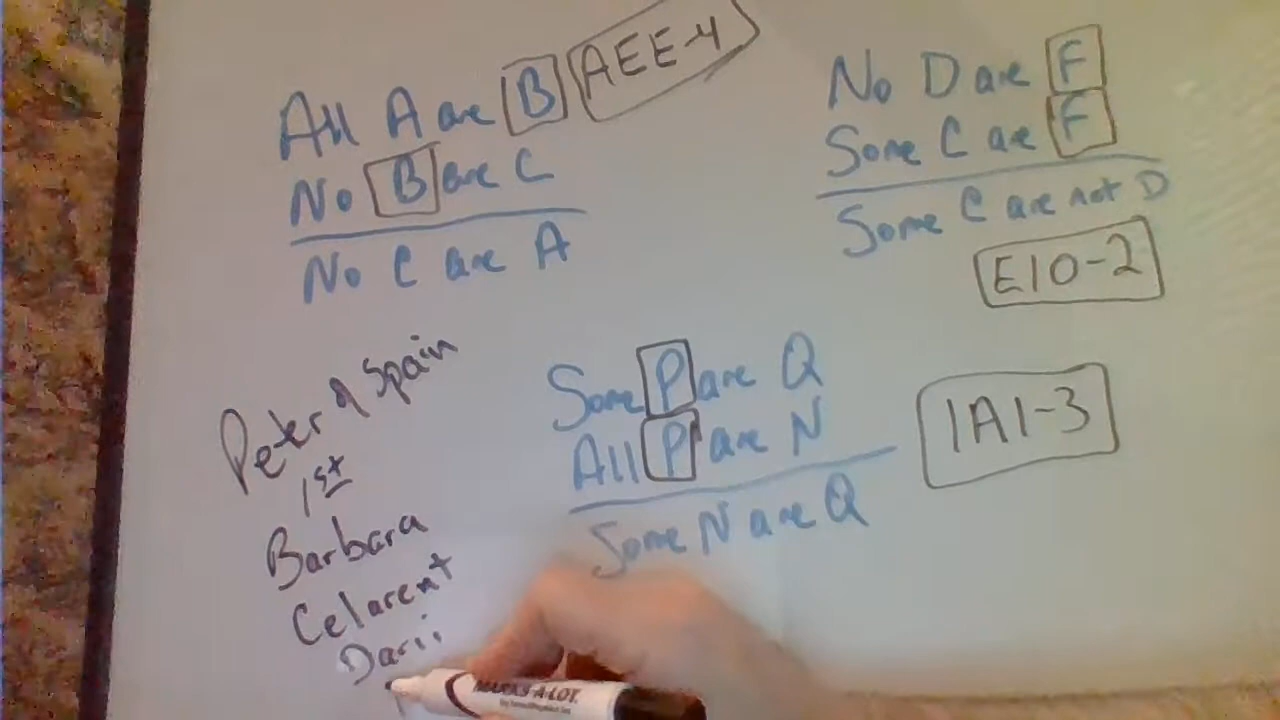 All A are B AEE-4
No B are C
No C are A
No D are F
Some C are F
Some C are not D
EIO-2
Some P are Q
All P are N
Some N are Q
IAI-3
Peter of Spain
1st
Barbara
Celarent
Darii
MARKS-A-LOT